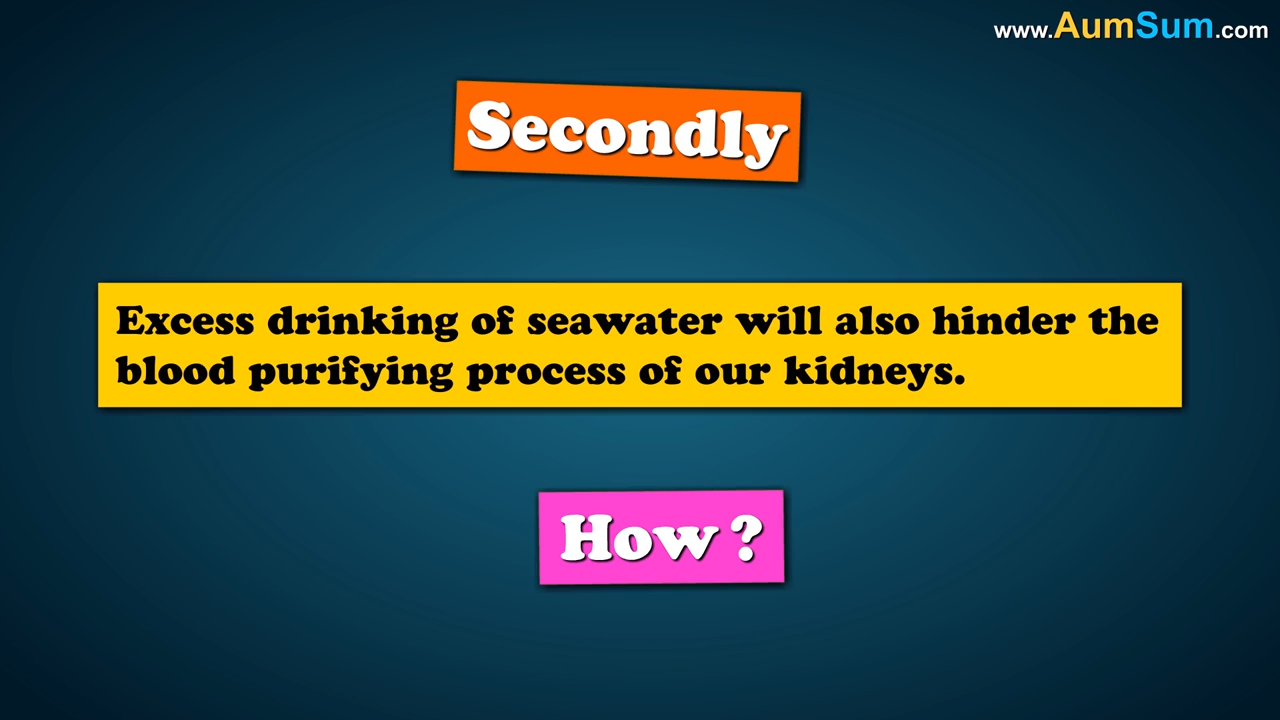 www.AumSum.com
Secondly
Excess drinking of seawater will also hinder the
blood purifying process of our kidneys.
How?